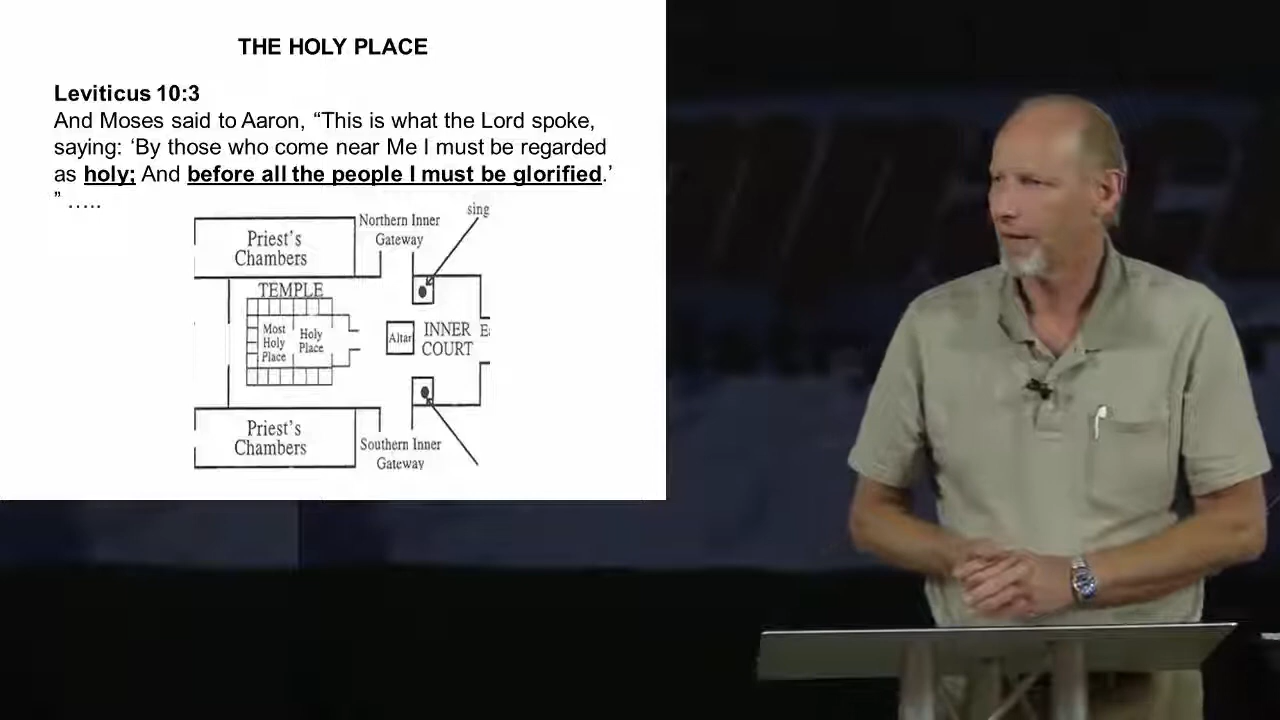 THE HOLY PLACE
Leviticus 10:3
And Moses said to Aaron, “This is what the Lord spoke,
saying: ‘By those who come near Me I must be regarded
as holy; And before all the people I must be glorified.’
” …..
sing
Northern Inner
Gateway
Priest's
Chambers
TEMPLE
Most
Holy
Place
Holy
Place
Altar
INNER
COURT
E
Priest's
Chambers
Southern Inner
Gateway